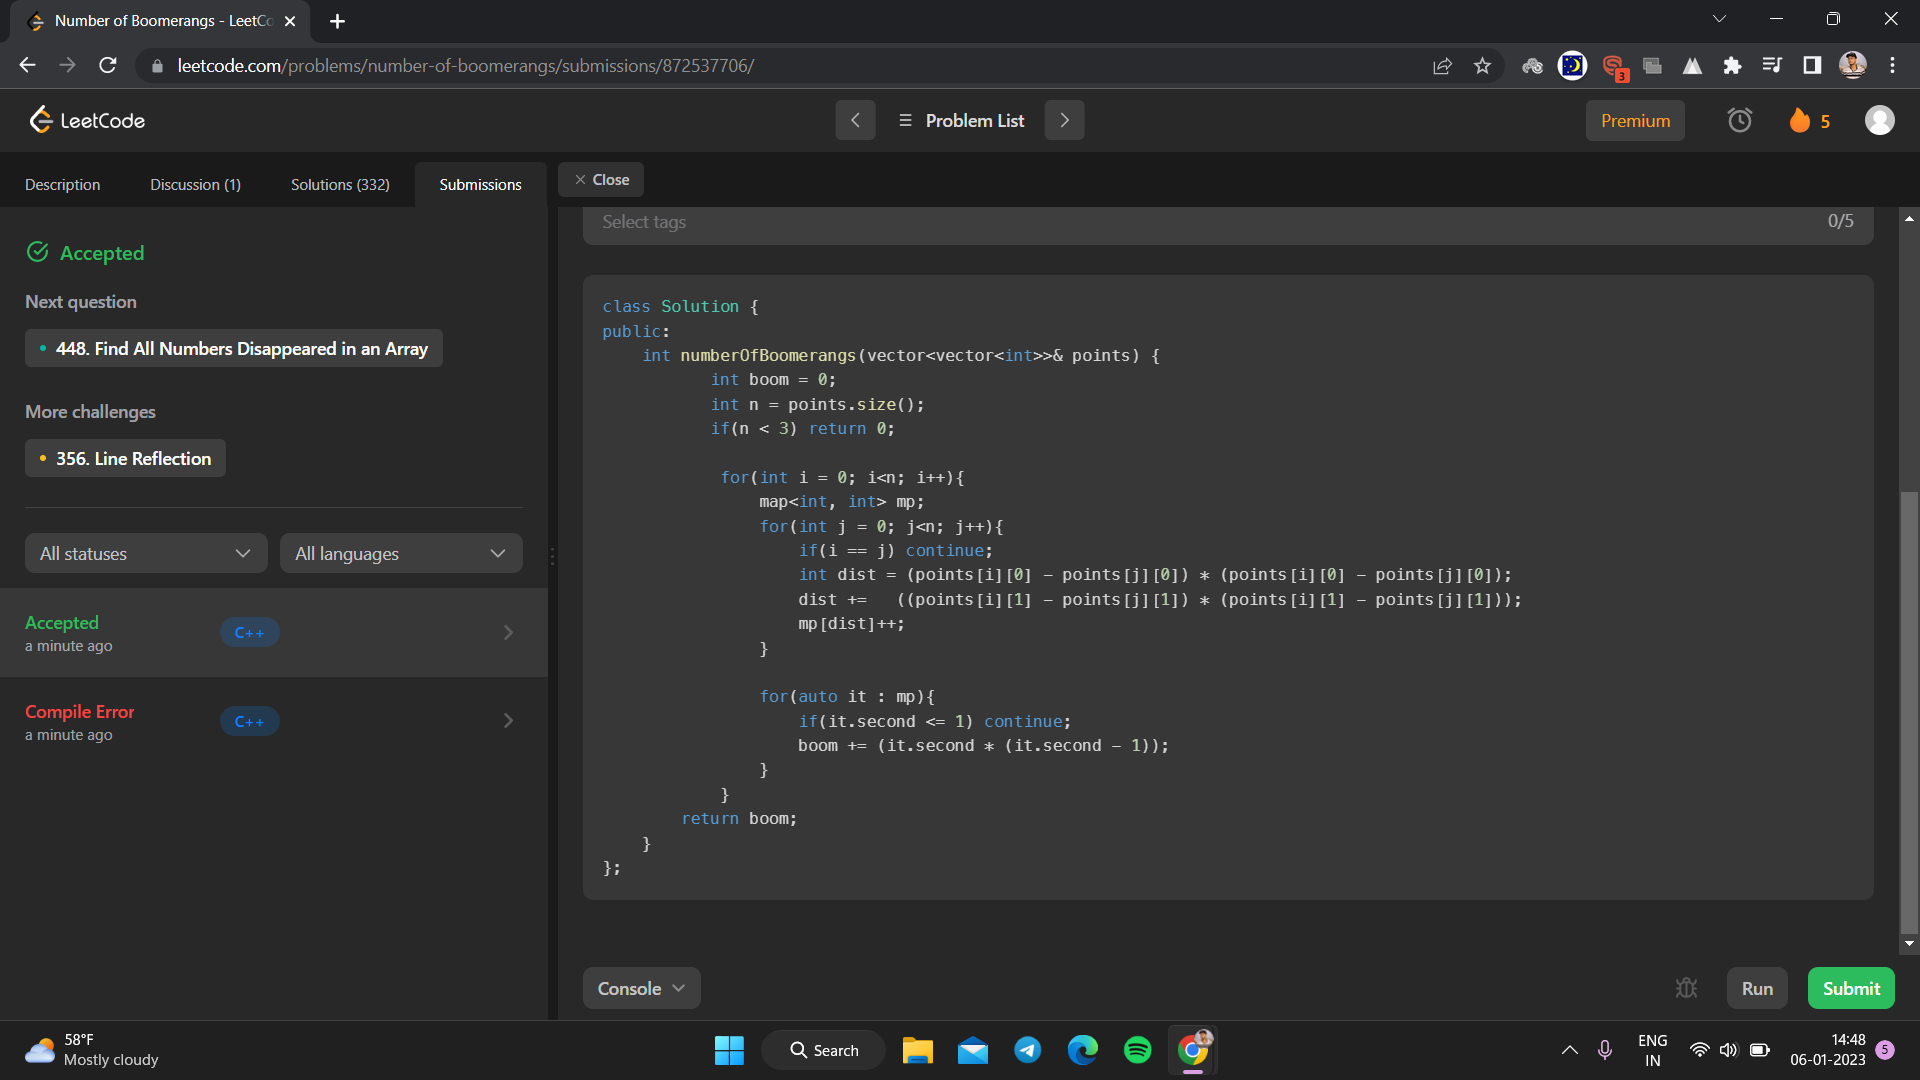 Number of Boomerangs - LeetCo
leetcode.com/problems/number-of-boomerangs/submissions/872537706/
3
LeetCode
Problem List
Premium
5
Description
Discussion (1)
Solutions (332)
Submissions
Close
Accepted
Next question
448. Find All Numbers Disappeared in an Array
More challenges
356. Line Reflection
All statuses
All languages
Accepted
a minute ago
C++
Compile Error
a minute ago
C++
Select tags
0/5
class Solution {
public:
    int numberOfBoomerangs(vector<vector<int>>& points) {
           int boom = 0;
           int n = points.size();
           if(n < 3) return 0;
            for(int i = 0; i<n; i++){
                map<int, int> mp;
                for(int j = 0; j<n; j++){
                    if(i == j) continue;
                    int dist = (points[i][0] - points[j][0]) * (points[i][0] - points[j][0]);
                    dist +=   ((points[i][1] - points[j][1]) * (points[i][1] - points[j][1]));
                    mp[dist]++;
                }
                for(auto it : mp){
                    if(it.second <= 1) continue;
                    boom += (it.second * (it.second - 1));
                }
            }
        return boom;
    }
};
Console
Run
Submit
58°F
Mostly cloudy
Search
ENG
IN
14:48
06-01-2023
5